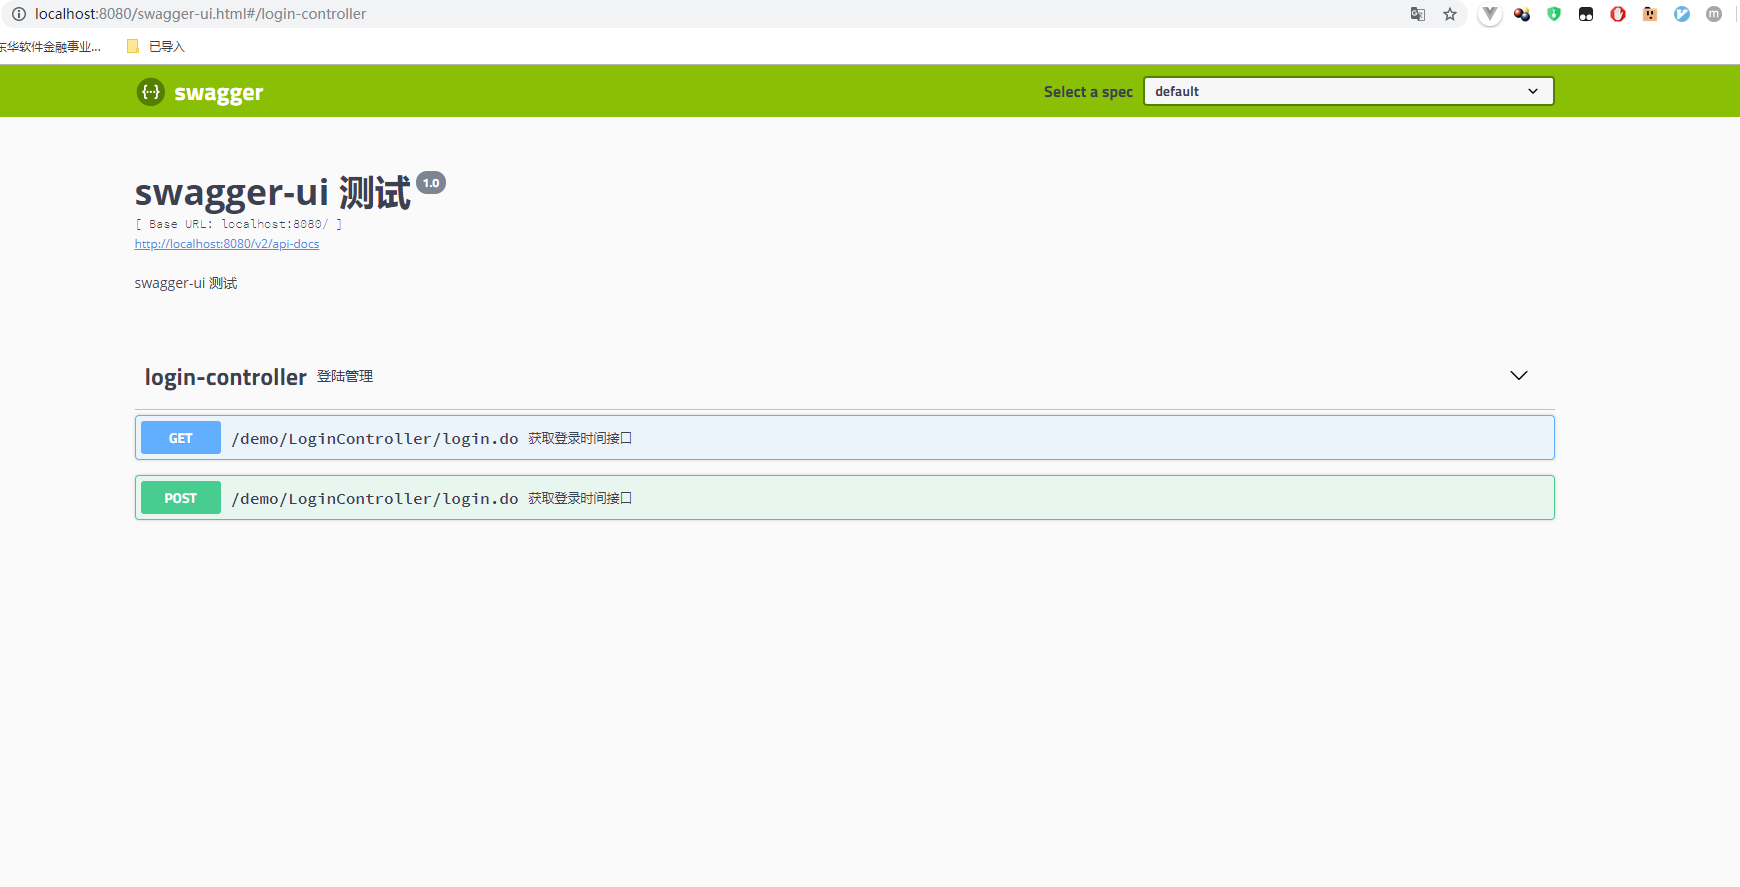 localhost:8080/swagger-ui.html#/login-controller
东华软件金融事业... 已导入
{···} swagger Select a spec default
swagger-ui 测试 1.0
[ Base URL: localhost:8080/ ]
http://localhost:8080/v2/api-docs
swagger-ui 测试
login-controller 登陆管理
GET /demo/LoginController/login.do 获取登录时间接口
POST /demo/LoginController/login.do 获取登录时间接口